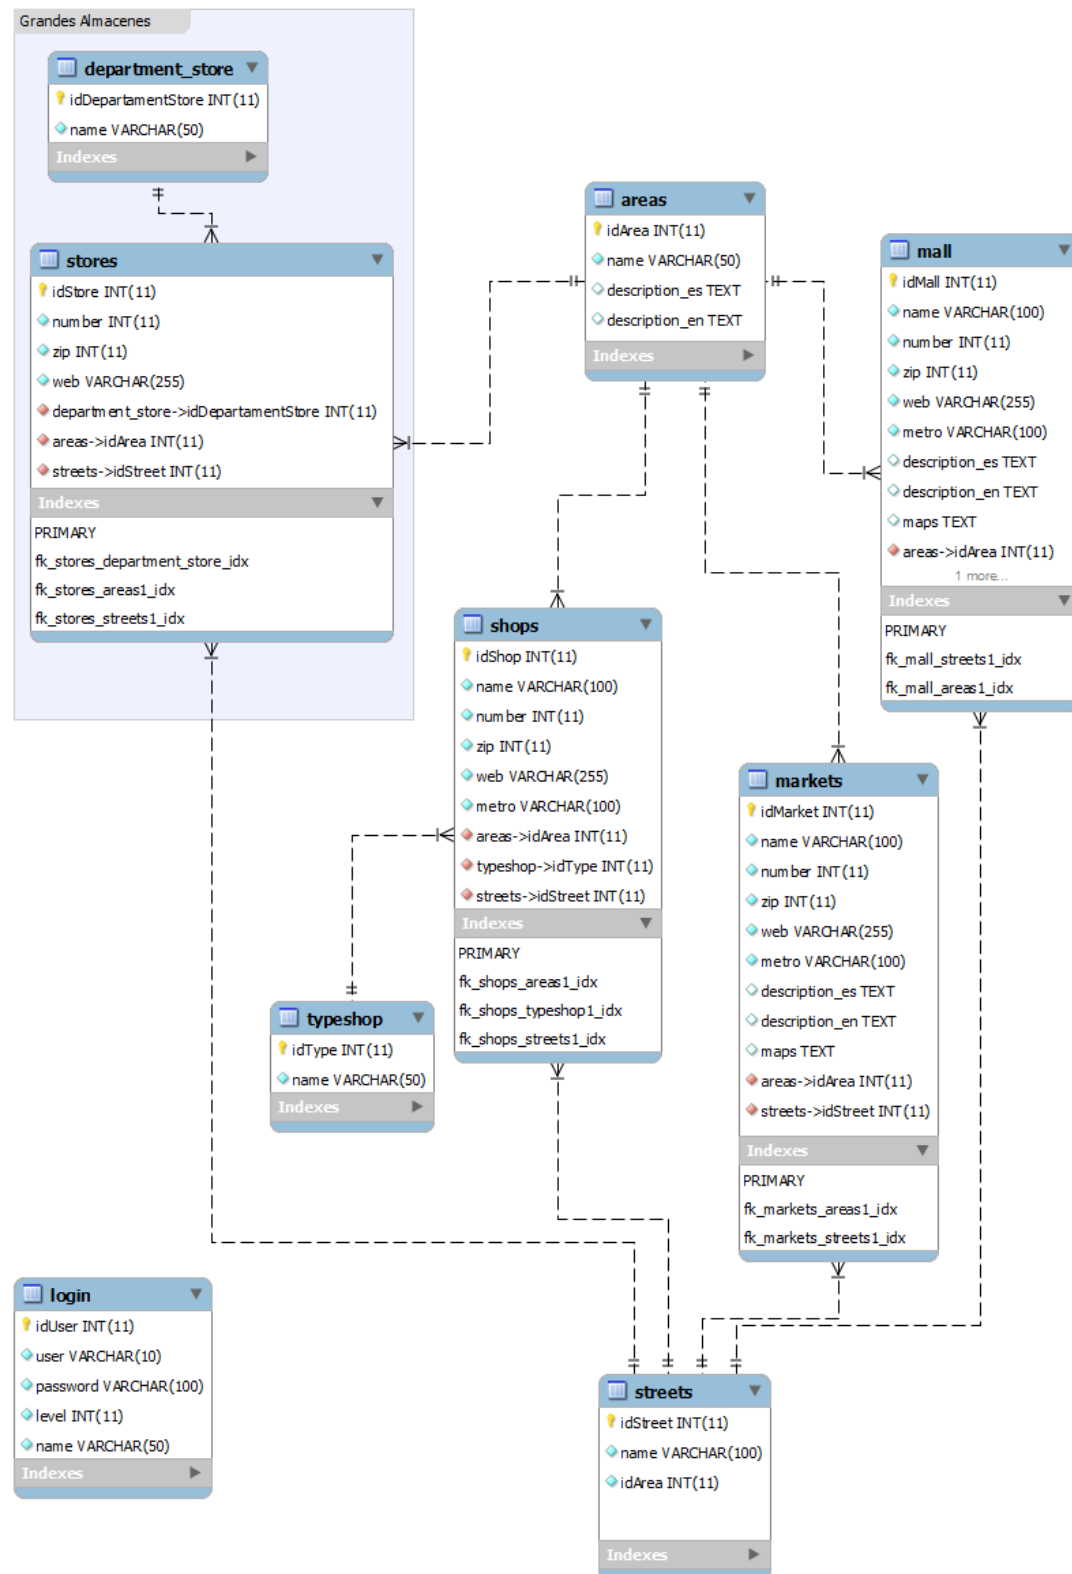 Grandes Almacenes
department_store
idDepartamentStore INT(11)
name VARCHAR(50)
Indexes
stores
idStore INT(11)
number INT(11)
zip INT(11)
web VARCHAR(255)
department_store->idDepartamentStore INT(11)
areas->idArea INT(11)
streets->idStreet INT(11)
Indexes
PRIMARY
fk_stores_department_store_idx
fk_stores_areas1_idx
fk_stores_streets1_idx
areas
idArea INT(11)
name VARCHAR(50)
description_es TEXT
description_en TEXT
Indexes
mall
idMall INT(11)
name VARCHAR(100)
number INT(11)
zip INT(11)
web VARCHAR(255)
metro VARCHAR(100)
description_es TEXT
description_en TEXT
maps TEXT
areas->idArea INT(11)
1 more...
Indexes
PRIMARY
fk_mall_streets1_idx
fk_mall_areas1_idx
shops
idShop INT(11)
name VARCHAR(100)
number INT(11)
zip INT(11)
web VARCHAR(255)
metro VARCHAR(100)
areas->idArea INT(11)
typeshop->idType INT(11)
streets->idStreet INT(11)
Indexes
PRIMARY
fk_shops_areas1_idx
fk_shops_typeshop1_idx
fk_shops_streets1_idx
markets
idMarket INT(11)
name VARCHAR(100)
number INT(11)
zip INT(11)
web VARCHAR(255)
metro VARCHAR(100)
description_es TEXT
description_en TEXT
maps TEXT
areas->idArea INT(11)
streets->idStreet INT(11)
Indexes
PRIMARY
fk_markets_areas1_idx
fk_markets_streets1_idx
typeshop
idType INT(11)
name VARCHAR(50)
Indexes
login
idUser INT(11)
user VARCHAR(10)
password VARCHAR(100)
level INT(11)
name VARCHAR(50)
Indexes
streets
idStreet INT(11)
name VARCHAR(100)
idArea INT(11)
Indexes